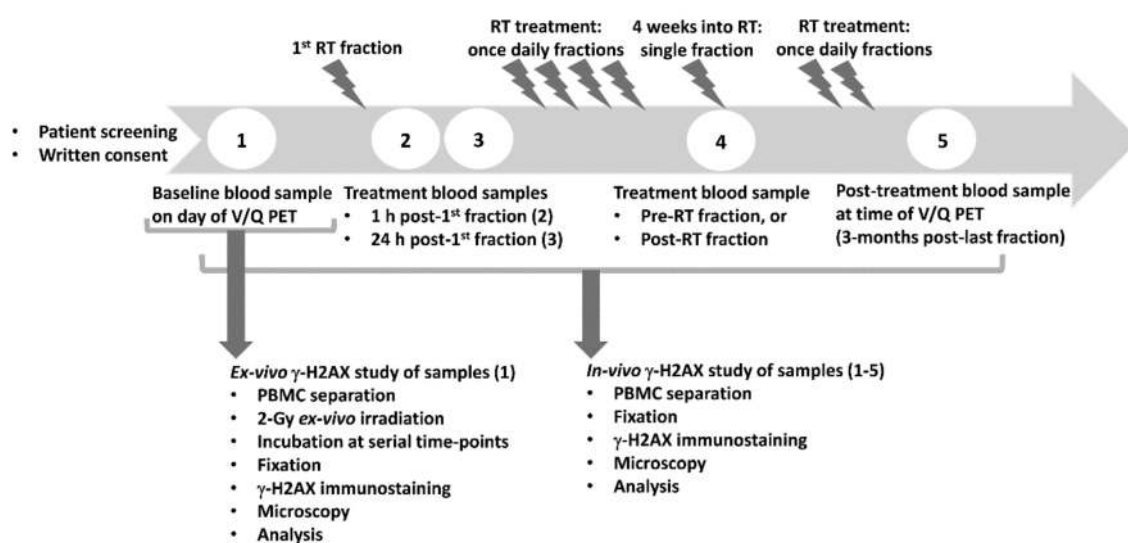 1st RT fraction
RT treatment:
once daily fractions
4 weeks into RT:
single fraction
RT treatment:
once daily fractions
• Patient screening
• Written consent
1
2
3
4
5
Baseline blood sample
on day of V/Q PET
Treatment blood samples
• 1 h post-1st fraction (2)
• 24 h post-1st fraction (3)
Treatment blood sample
• Pre-RT fraction, or
• Post-RT fraction
Post-treatment blood sample
at time of V/Q PET
(3-months post-last fraction)
Ex-vivo γ-H2AX study of samples (1)
• PBMC separation
• 2-Gy ex-vivo irradiation
• Incubation at serial time-points
• Fixation
• γ-H2AX immunostaining
• Microscopy
• Analysis
In-vivo γ-H2AX study of samples (1-5)
• PBMC separation
• Fixation
• γ-H2AX immunostaining
• Microscopy
• Analysis